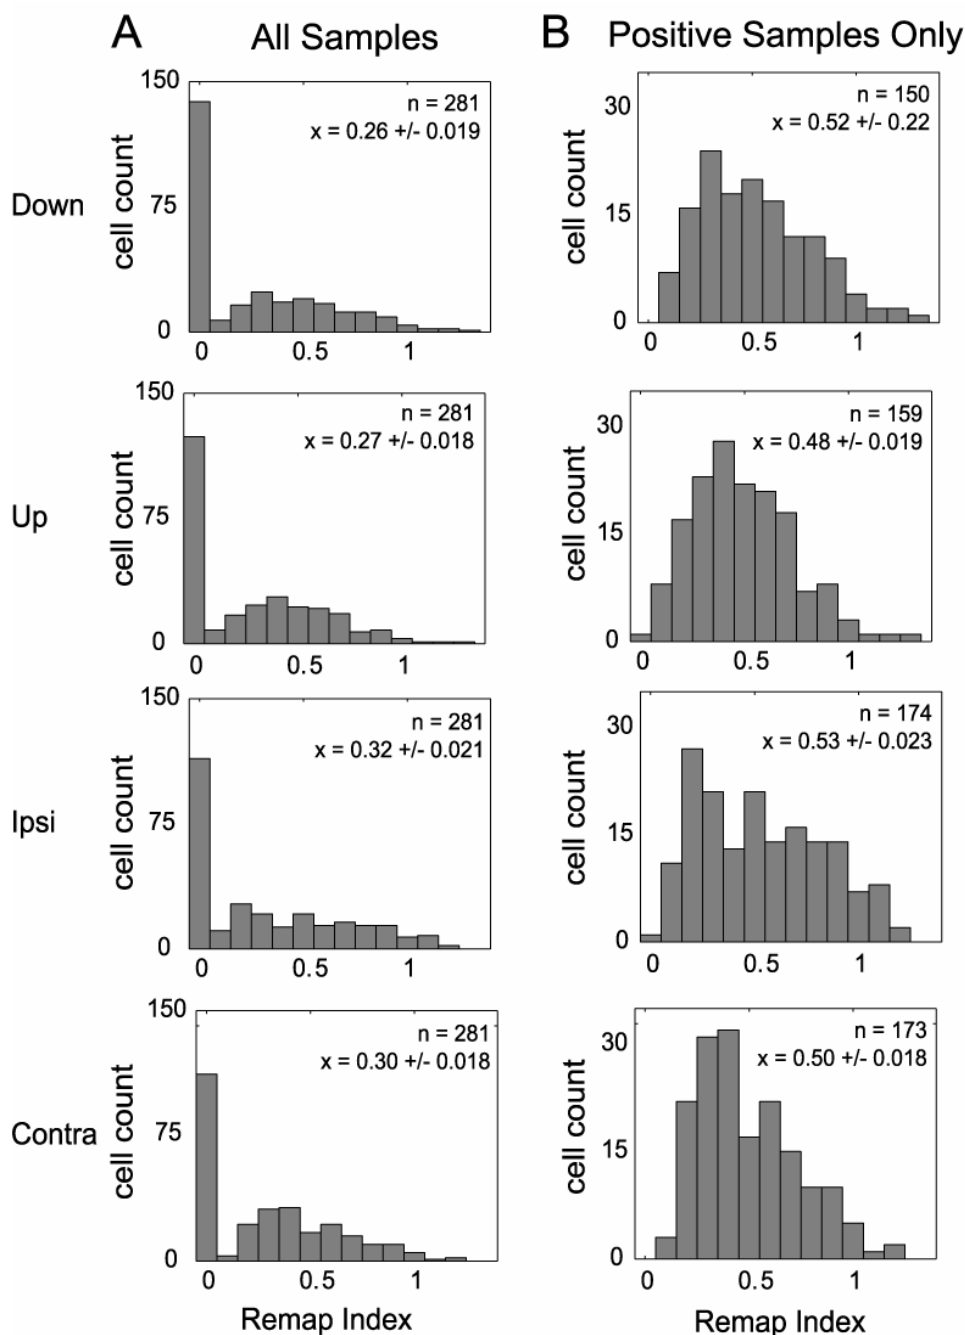 A All Samples
B Positive Samples Only
Down
cell count
150
75
0
n = 281
x = 0.26 +/- 0.019
0 0.5 1
cell count
30
15
0
n = 150
x = 0.52 +/- 0.22
0 0.5 1
Up
cell count
150
75
0
n = 281
x = 0.27 +/- 0.018
0 0.5 1
cell count
30
15
0
n = 159
x = 0.48 +/- 0.019
0 0.5 1
Ipsi
cell count
150
75
0
n = 281
x = 0.32 +/- 0.021
0 0.5 1
cell count
30
15
0
n = 174
x = 0.53 +/- 0.023
0 0.5 1
Contra
cell count
150
75
0
n = 281
x = 0.30 +/- 0.018
0 0.5 1
Remap Index
cell count
30
15
0
n = 173
x = 0.50 +/- 0.018
0 0.5 1
Remap Index